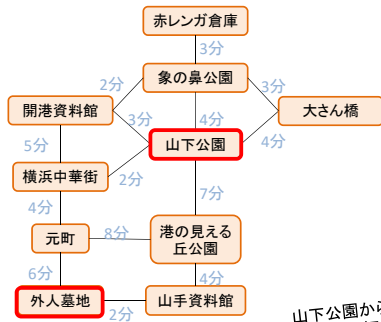 赤レンガ倉庫
3分
象の鼻公園
2分
3分
開港資料館
大さん橋
3分
4分
山下公園
4分
5分
横浜中華街
2分
7分
4分
元町
8分
港の見える
丘公園
6分
4分
外人墓地
2分
山手資料館
山下公園から